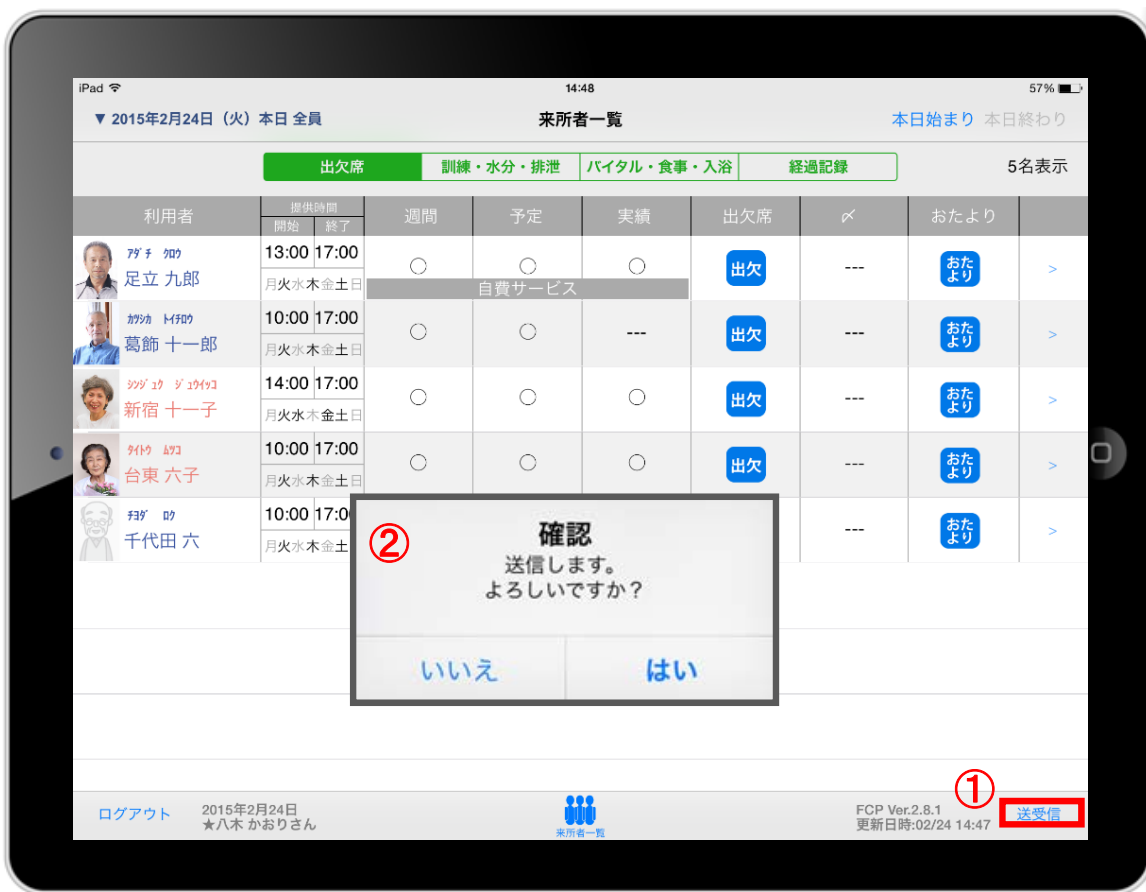 iPad 14:48 57%
▼ 2015年2月24日（火）本日 全員 来所者一覧 本日始まり 本日終わり
出欠席 訓練・水分・排泄 バイタル・食事・入浴 経過記録 5名表示
利用者 提供時間 週間 予定 実績 出欠席 〆 おたより
開始 終了
ｱﾀﾞﾁ ｸﾛｳ 13:00 17:00
足立 九郎 ○ ○ ○ 出欠 --- おたより >
月火水木金土日 自費サービス
ｶﾂｼｶ ﾄｲﾁﾛｳ 10:00 17:00
葛飾 十一郎 ○ ○ --- 出欠 --- おたより >
月火水木金土日
ｼﾝｼﾞｭｸ ｼﾞｭｳｲｯｺ 14:00 17:00
新宿 十一子 ○ ○ ○ 出欠 --- おたより >
月火水木金土日
ﾀｲﾄｳ ﾑﾂｺ 10:00 17:00
台東 六子 ○ ○ ○ 出欠 --- おたより >
月火水木金土日
ﾁﾖﾀﾞ ﾛｸ 10:00 17:0
千代田 六 --- おたより >
月火水木金土
②
確認
送信します。
よろしいですか？
いいえ はい
①
ログアウト
2015年2月24日
★八木 かおりさん
来所者一覧
FCP Ver.2.8.1
更新日時:02/24 14:47
送受信